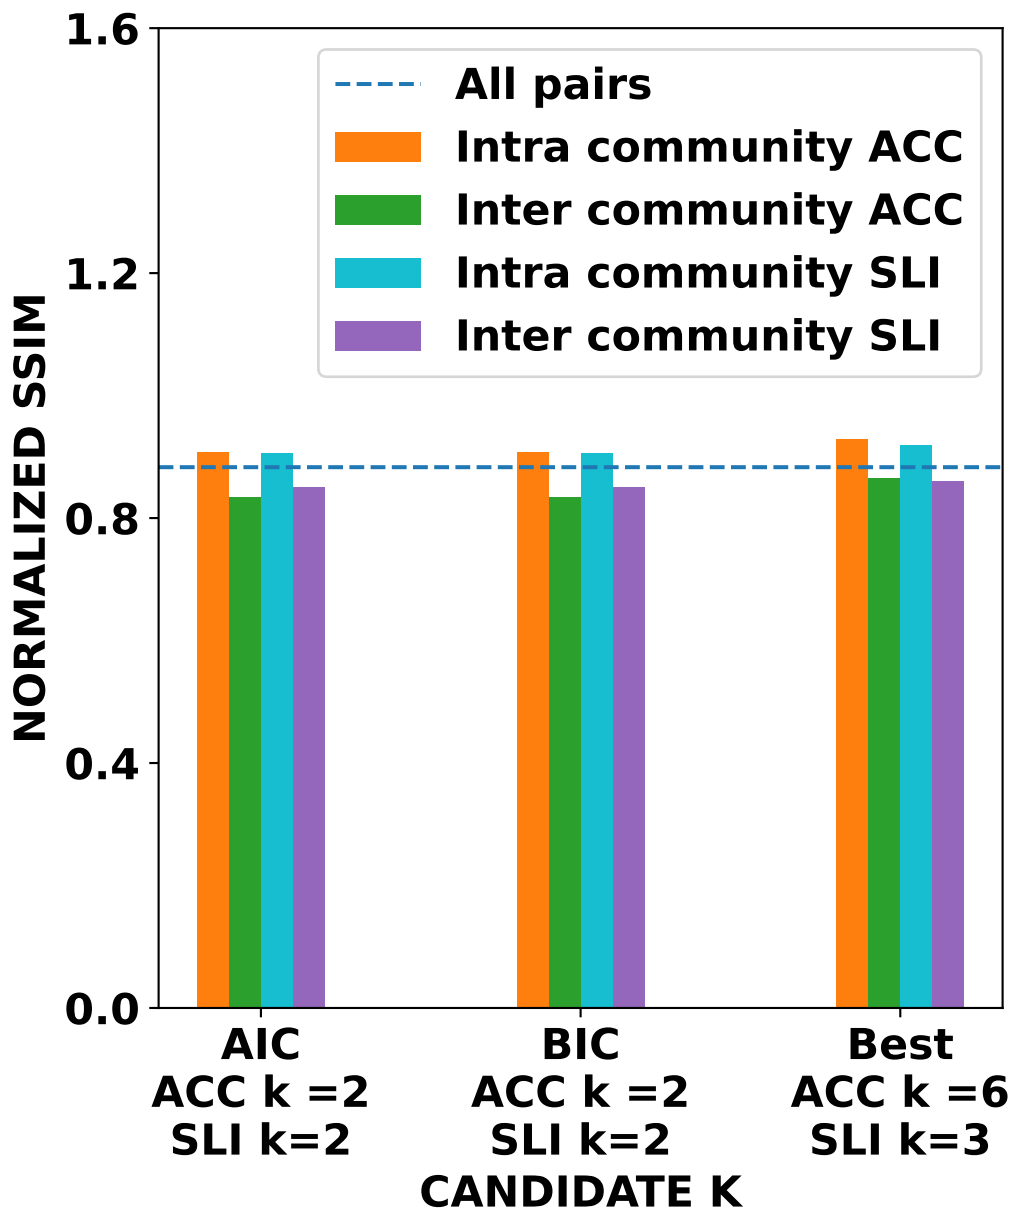 1.6
1.2
0.8
0.4
0.0
NORMALIZED SSIM
All pairs
Intra community ACC
Inter community ACC
Intra community SLI
Inter community SLI
AIC
ACC k =2
SLI k=2
BIC
ACC k =2
SLI k=2
Best
ACC k =6
SLI k=3
CANDIDATE K